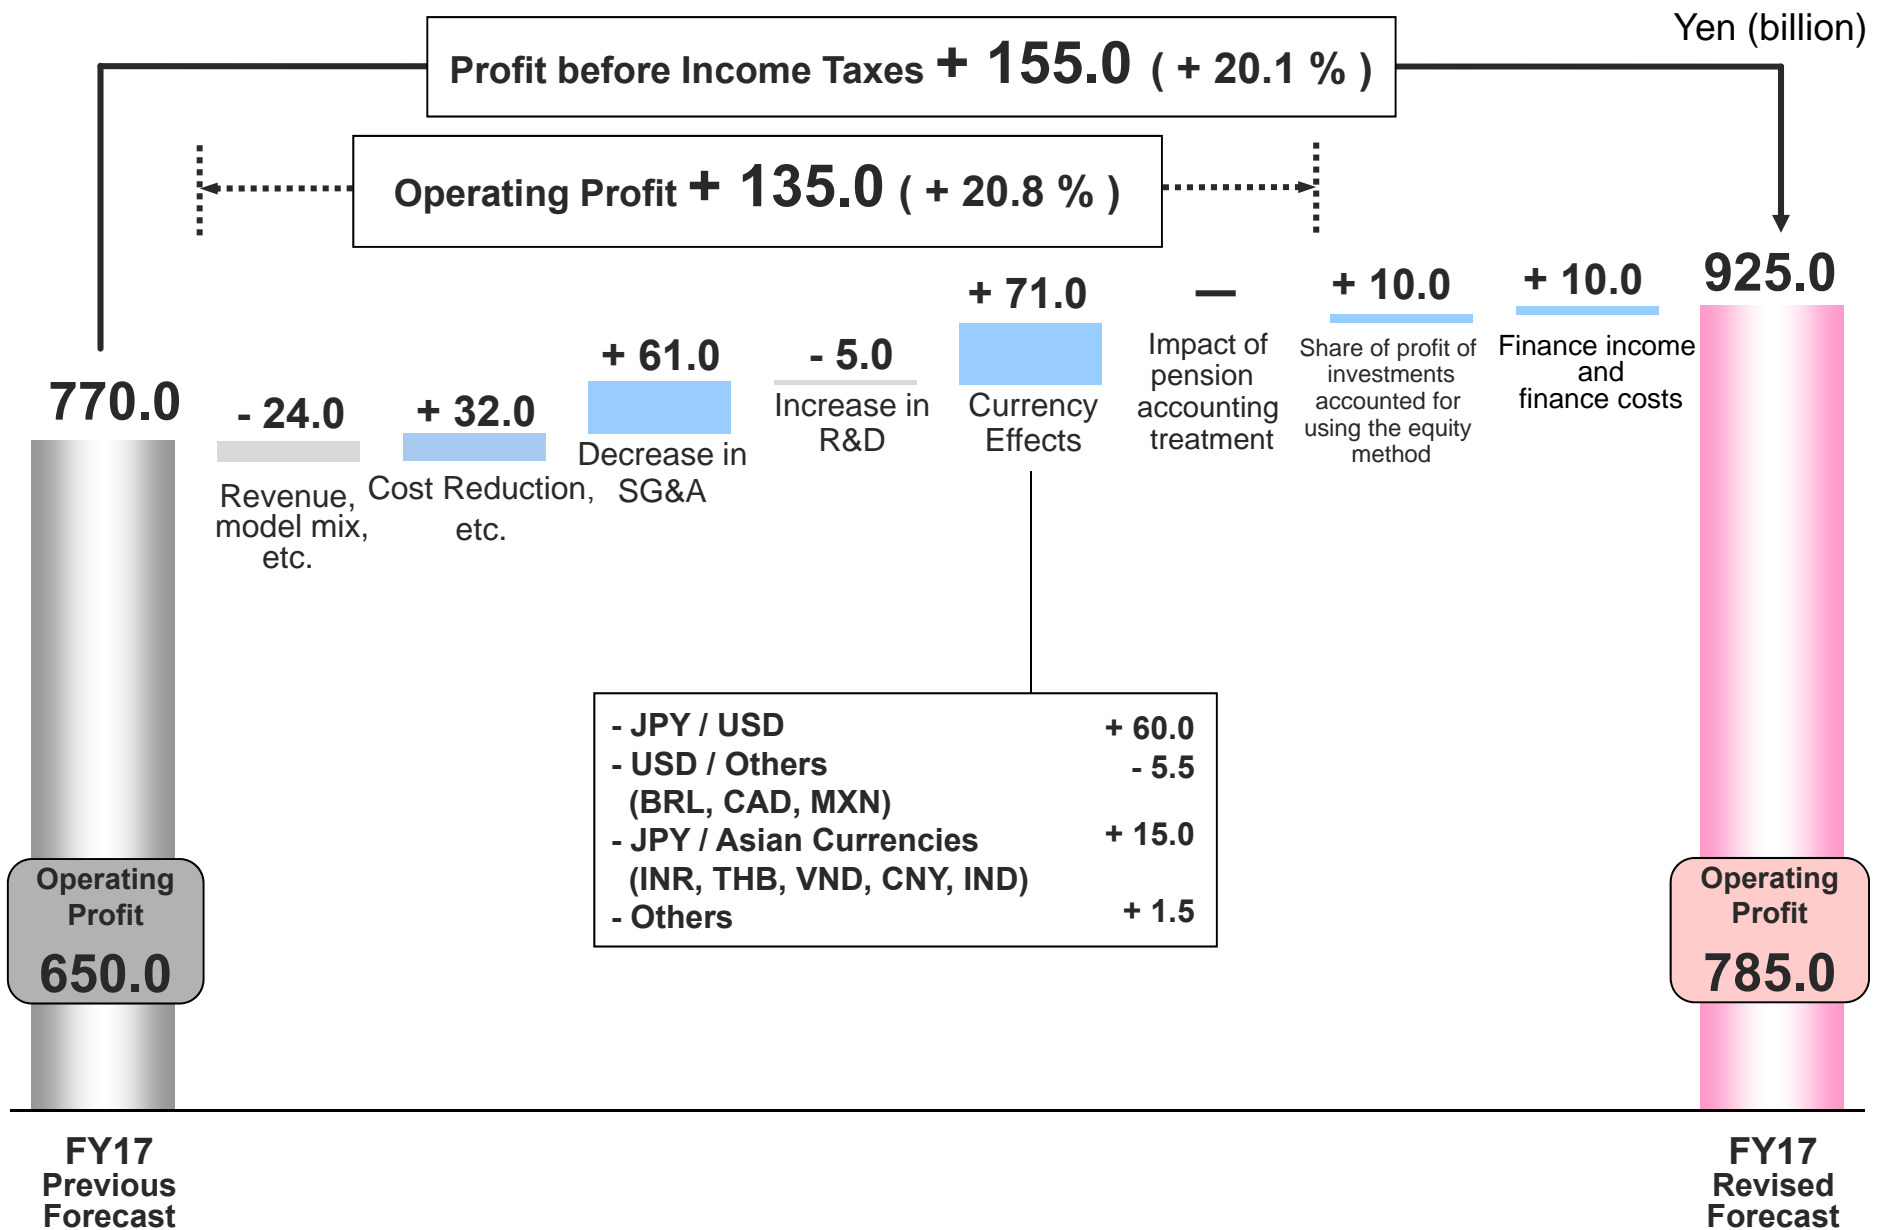 Yen (billion)
Profit before Income Taxes + 155.0 ( + 20.1 % )
Operating Profit + 135.0 ( + 20.8 % )
770.0
- 24.0
Revenue,
model mix,
etc.
+ 32.0
Cost Reduction,
etc.
+ 61.0
Decrease in
SG&A
- 5.0
Increase in
R&D
+ 71.0
Currency
Effects
—
Impact of
pension
accounting
treatment
+ 10.0
Share of profit of
investments
accounted for
using the equity
method
+ 10.0
Finance income
and
finance costs
925.0
- JPY / USD + 60.0
- USD / Others - 5.5
(BRL, CAD, MXN)
- JPY / Asian Currencies + 15.0
(INR, THB, VND, CNY, IND)
- Others + 1.5
Operating
Profit
650.0
Operating
Profit
785.0
FY17
Previous
Forecast
FY17
Revised
Forecast